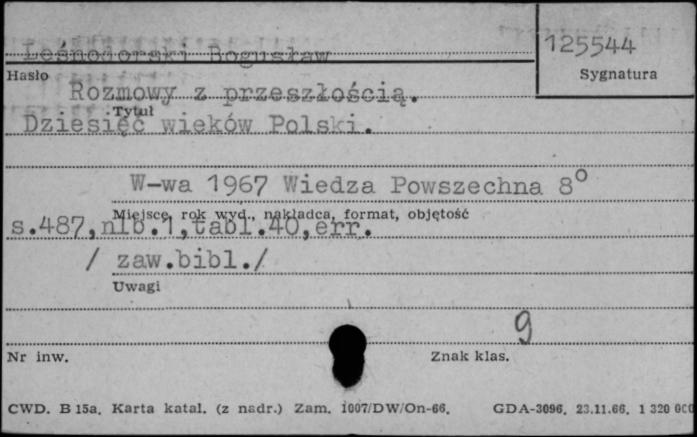 Leśnodorski Bogusław
125544
Hasło
Sygnatura
Rozmowy z przeszłością.
Tytuł
Dziesięć wieków Polski.
W-wa 1967 Wiedza Powszechna 8°
Miejsce, rok wyd., nakładca, format, objętość
s.487,nlb.1,tabl.40,err.
/ zaw.bibl./
Uwagi
9
Nr inw.
Znak klas.
CWD. B 15a. Karta katal. (z nadr.) Zam. 1007/DW/On-66. GDA-3096. 23.11.66. 1 320 000